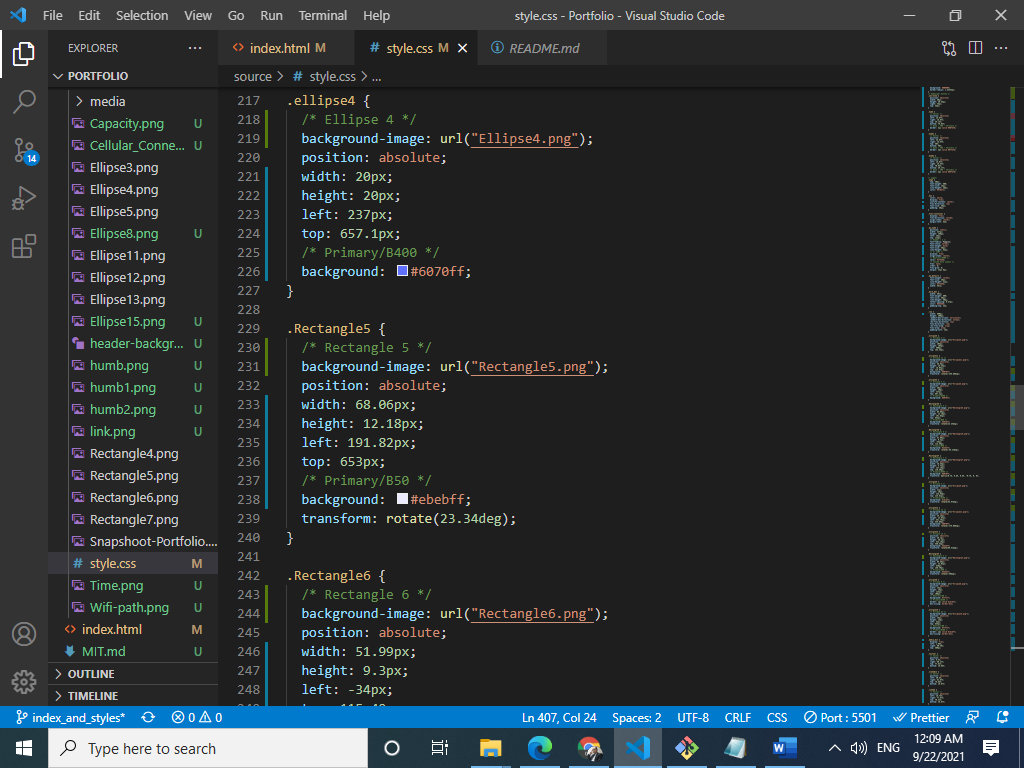 File Edit Selection View Go Run Terminal Help style.css - Portfolio - Visual Studio Code
EXPLORER
index.html M
# style.css M
README.md
PORTFOLIO
source > # style.css > ...
media
Capacity.png U
Cellular_Conne... U
Ellipse3.png
Ellipse4.png
Ellipse5.png
Ellipse8.png U
Ellipse11.png
Ellipse12.png
Ellipse13.png
Ellipse15.png U
header-backgr... U
humb.png U
humb1.png U
humb2.png U
link.png U
Rectangle4.png
Rectangle5.png
Rectangle6.png
Rectangle7.png
Snapshoot-Portfolio....
# style.css M
Time.png U
Wifi-path.png U
index.html M
MIT.md U
OUTLINE
TIMELINE
14
217 .ellipse4 {
218 /* Ellipse 4 */
219 background-image: url("Ellipse4.png");
220 position: absolute;
221 width: 20px;
222 height: 20px;
223 left: 237px;
224 top: 657.1px;
225 /* Primary/B400 */
226 background: #6070ff;
227 }
228
229 .Rectangle5 {
230 /* Rectangle 5 */
231 background-image: url("Rectangle5.png");
232 position: absolute;
233 width: 68.06px;
234 height: 12.18px;
235 left: 191.82px;
236 top: 653px;
237 /* Primary/B50 */
238 background: #ebebff;
239 transform: rotate(23.34deg);
240 }
241
242 .Rectangle6 {
243 /* Rectangle 6 */
244 background-image: url("Rectangle6.png");
245 position: absolute;
246 width: 51.99px;
247 height: 9.3px;
248 left: -34px;
index_and_styles* 0 0 Ln 407, Col 24 Spaces: 2 UTF-8 CRLF CSS Port : 5501 Prettier
Type here to search
ENG
12:09 AM
9/22/2021